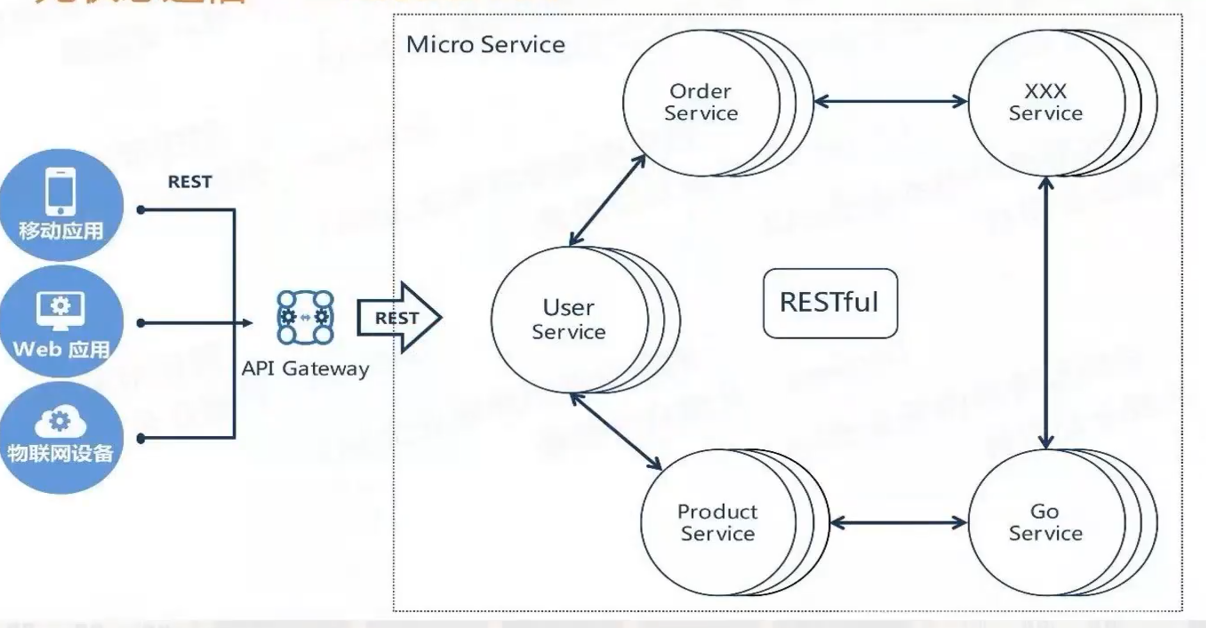 Micro Service
Order
Service
XXX
Service
REST
移动应用
Web 应用
物联网设备
API Gateway
REST
User
Service
RESTful
Product
Service
Go
Service